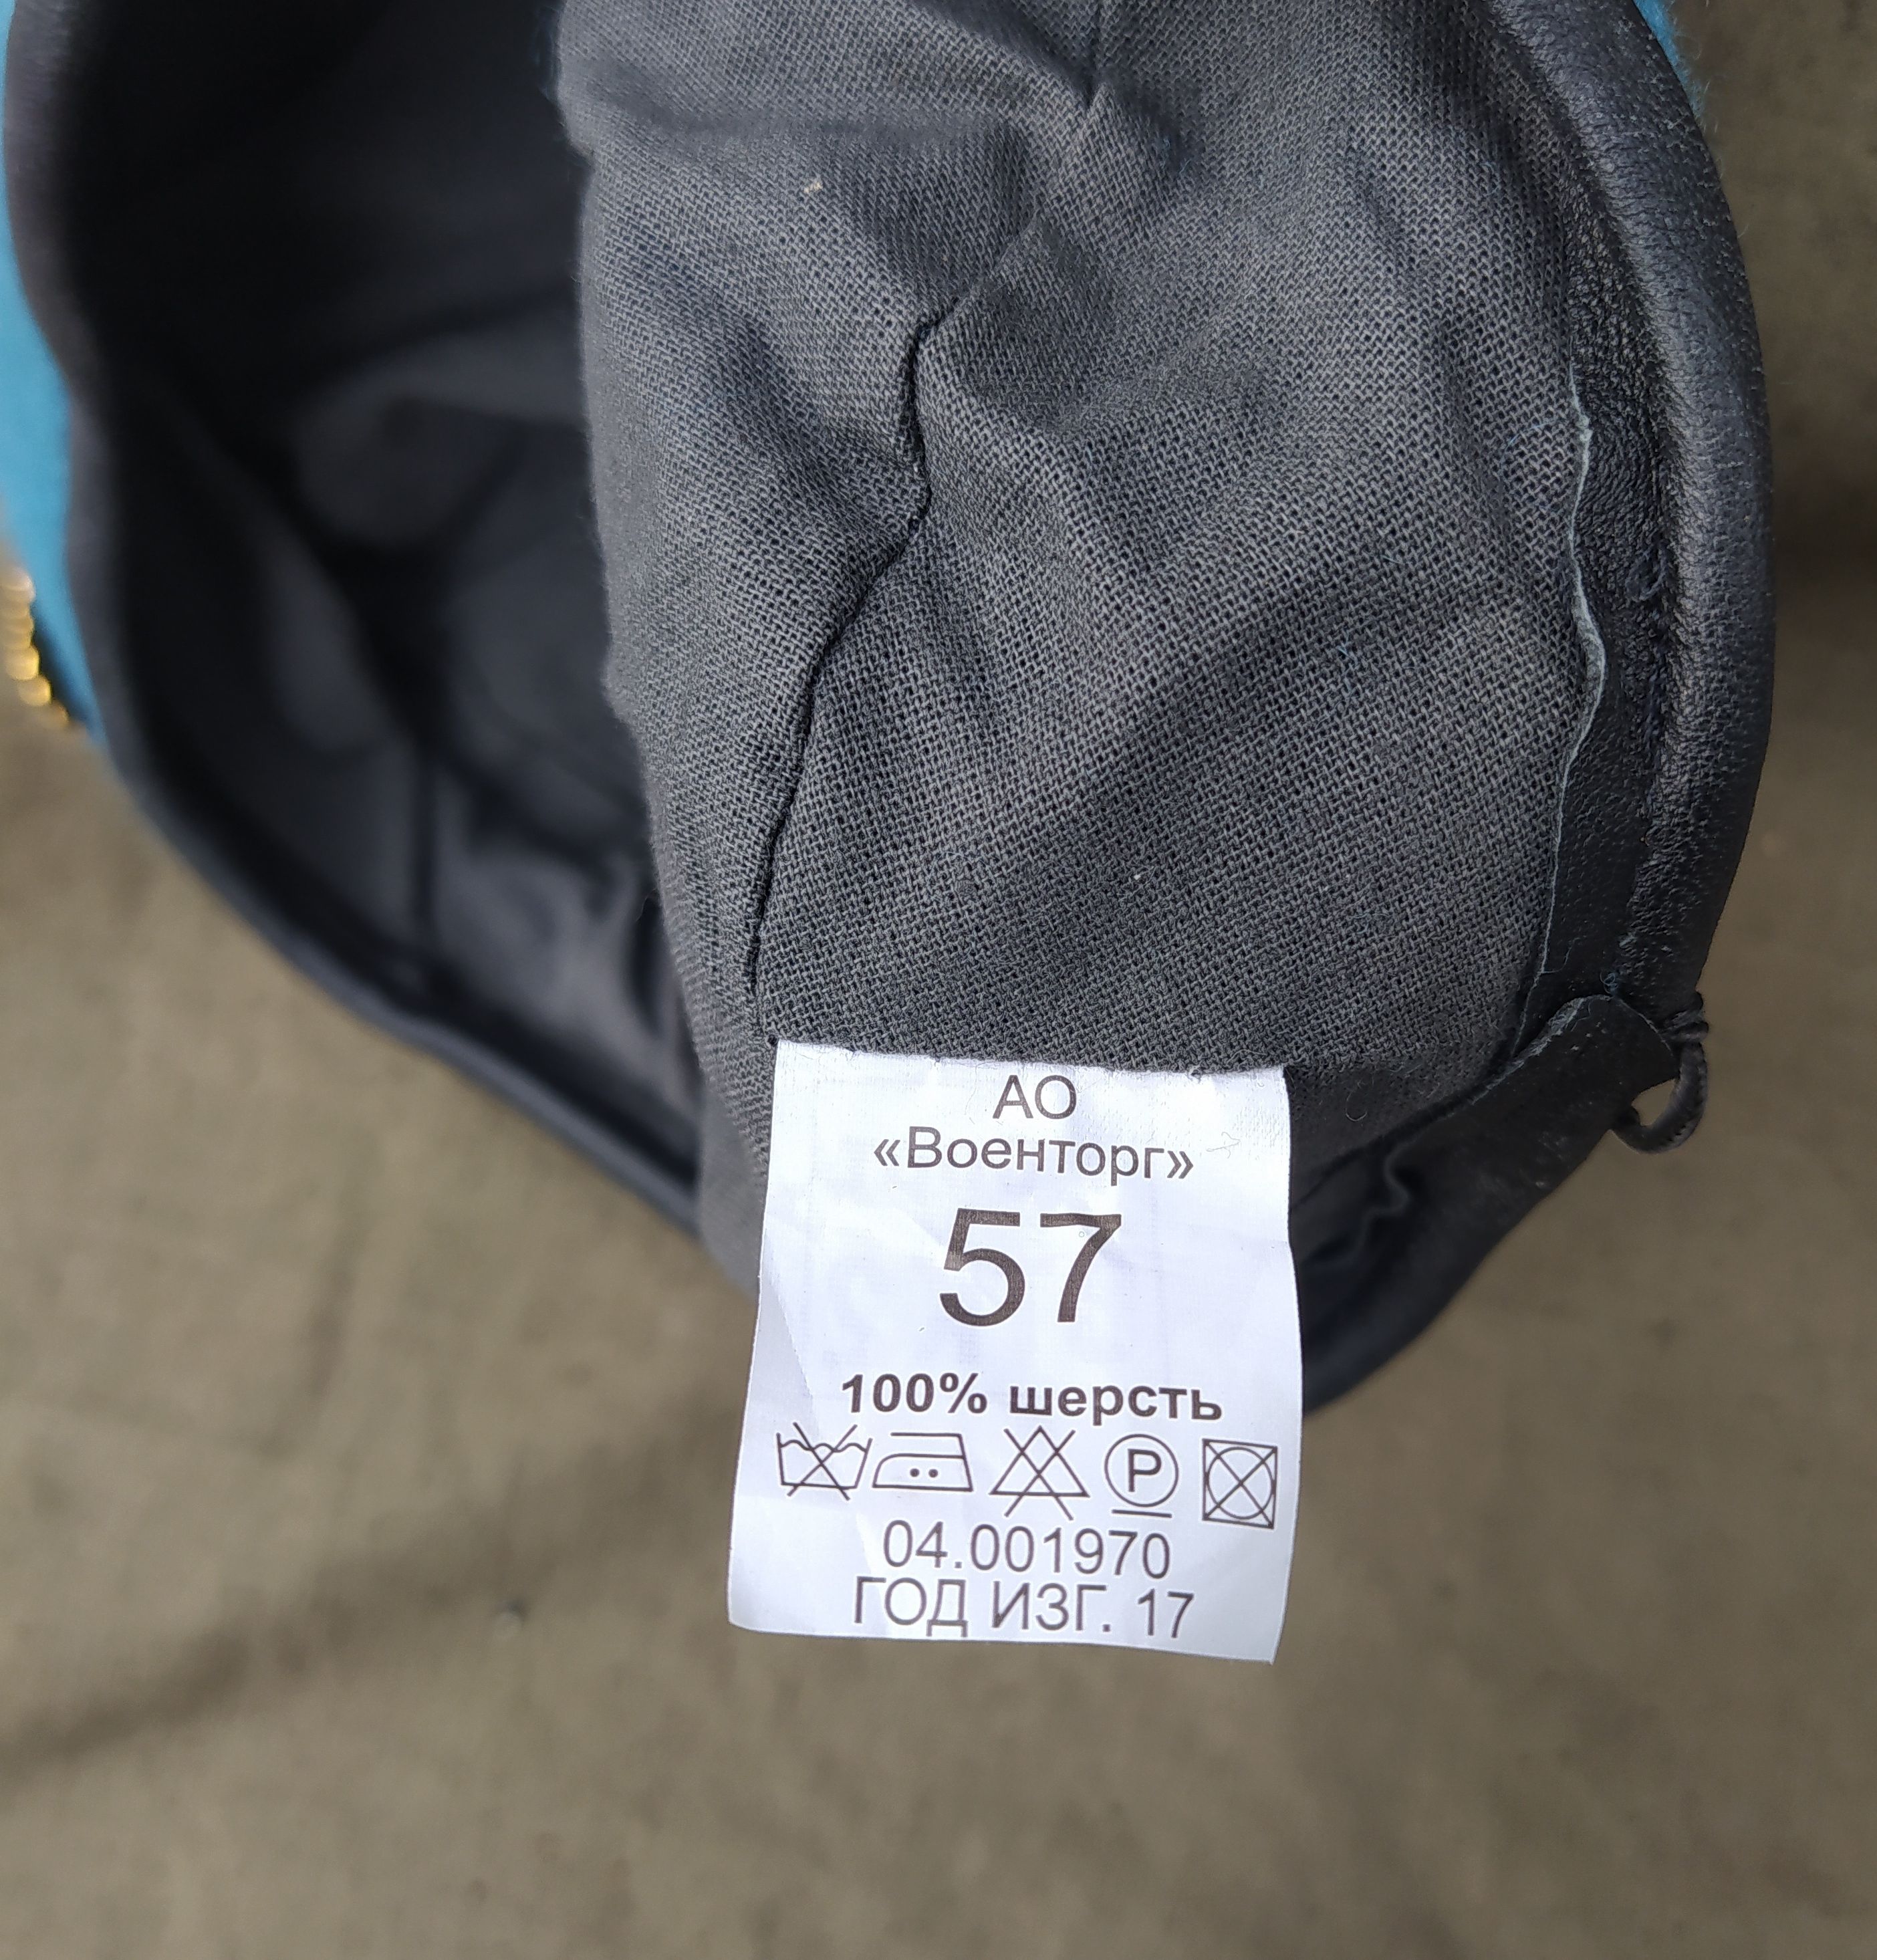 АО
«Военторг»
57
100% шерсть
P
04.001970
ГОД ИЗГ. 17